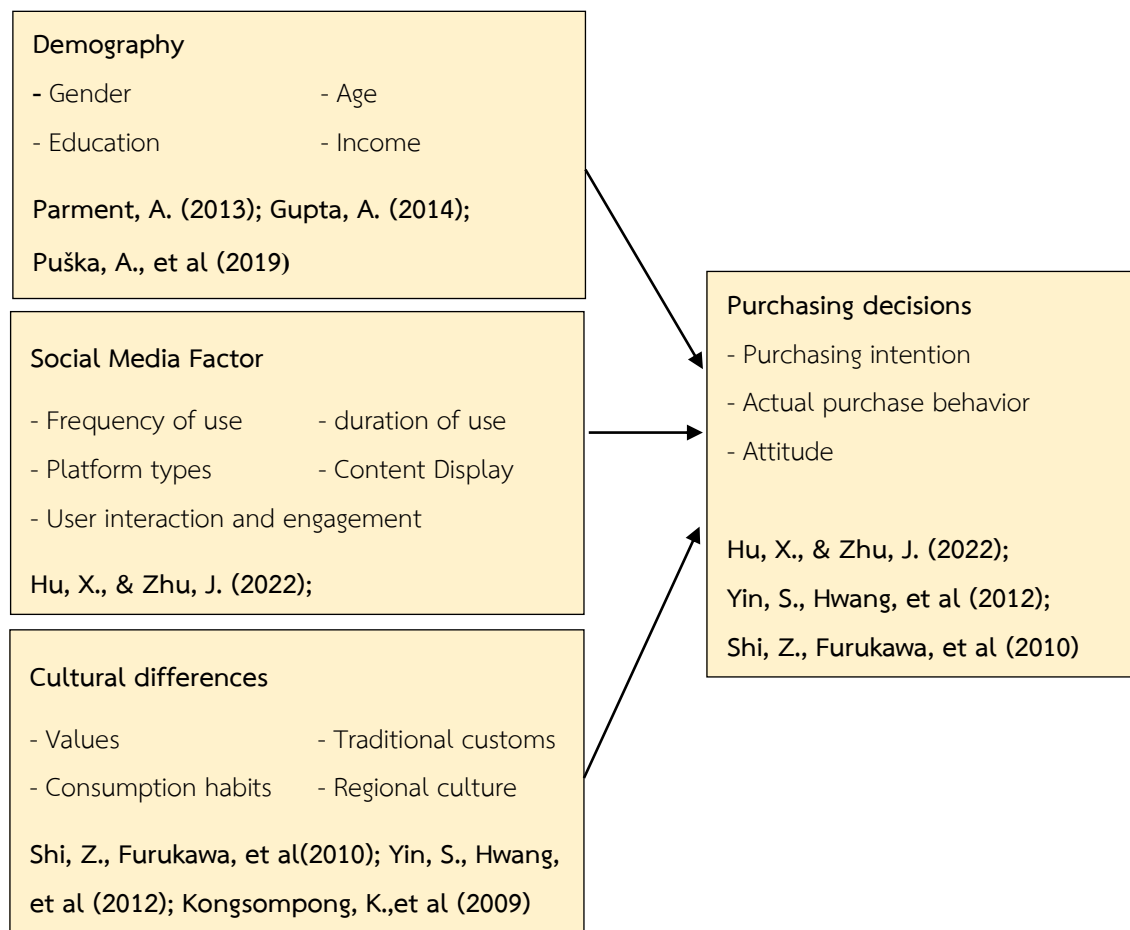 Demography
- Gender - Age
- Education - Income
Parment, A. (2013); Gupta, A. (2014);
Puška, A., et al (2019)
Social Media Factor
- Frequency of use - duration of use
- Platform types - Content Display
- User interaction and engagement
Hu, X., & Zhu, J. (2022);
Cultural differences
- Values - Traditional customs
- Consumption habits - Regional culture
Shi, Z., Furukawa, et al(2010); Yin, S., Hwang,
et al (2012); Kongsompong, K.,et al (2009)
Purchasing decisions
- Purchasing intention
- Actual purchase behavior
- Attitude
Hu, X., & Zhu, J. (2022);
Yin, S., Hwang, et al (2012);
Shi, Z., Furukawa, et al (2010)